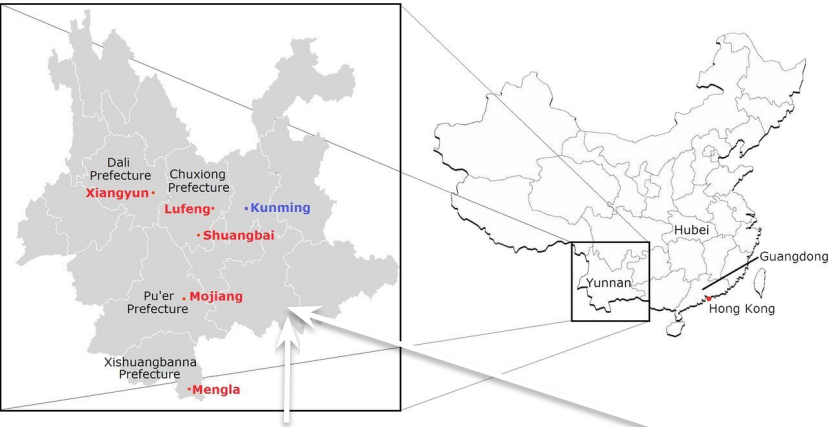 Dali
Prefecture
Xiangyun
Chuxiong
Prefecture
Lufeng
Kunming
Shuangbai
Pu'er
Prefecture
Mojiang
Xishuangbanna
Prefecture
Mengla
Hubei
Guangdong
Yunnan
Hong Kong